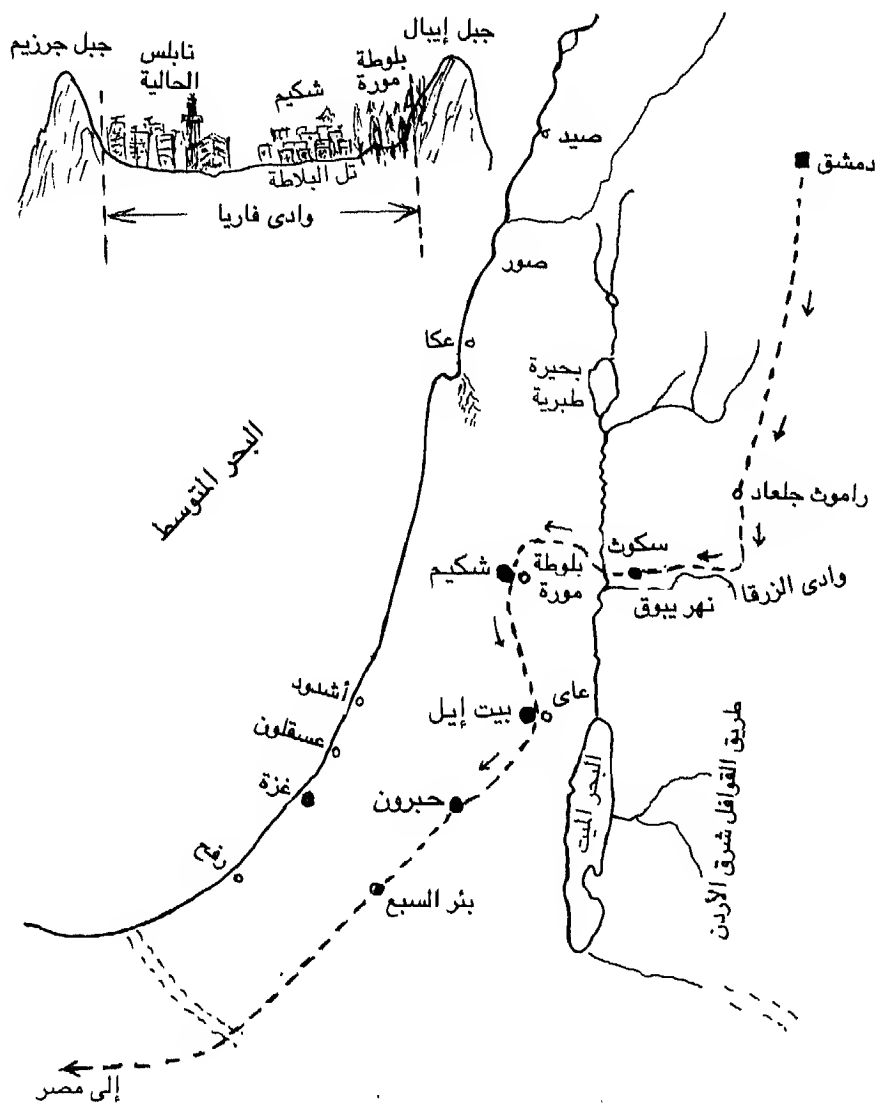 جبل جرزيم
نابلس
الحالية
شكيم
بلوطة
مورة
جبل إيبال
تل البلاطة
وادى فاريا
صيد
دمشق
صور
عكا
بحيرة
طبرية
البحر المتوسط
راموث جلعاد
سكوث
بلوطة
مورة
شكيم
وادى الزرقا
نهر يبوق
عاى
بيت إيل
أشدود
عسقلون
غزة
حبرون
البحر الميت
طريق القوافل شرق الأردن
رفح
بئر السبع
إلى مصر